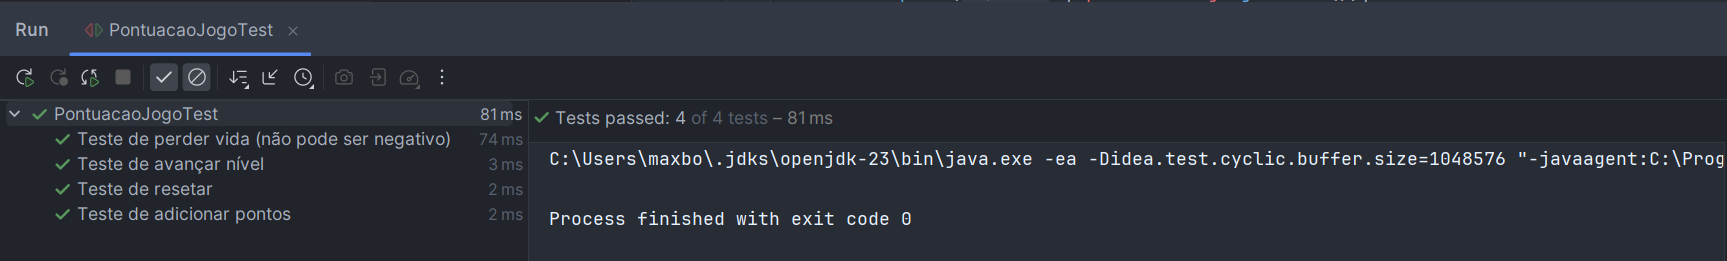 Run PontuacaoJogoTest
PontuacaoJogoTest 81 ms
Teste de perder vida (não pode ser negativo) 74 ms
Teste de avançar nível 3 ms
Teste de resetar 2 ms
Teste de adicionar pontos 2 ms
Tests passed: 4 of 4 tests – 81 ms
C:\Users\maxbo\.jdks\openjdk-23\bin\java.exe -ea -Didea.test.cyclic.buffer.size=1048576 "-javaagent:C:\Prog
Process finished with exit code 0